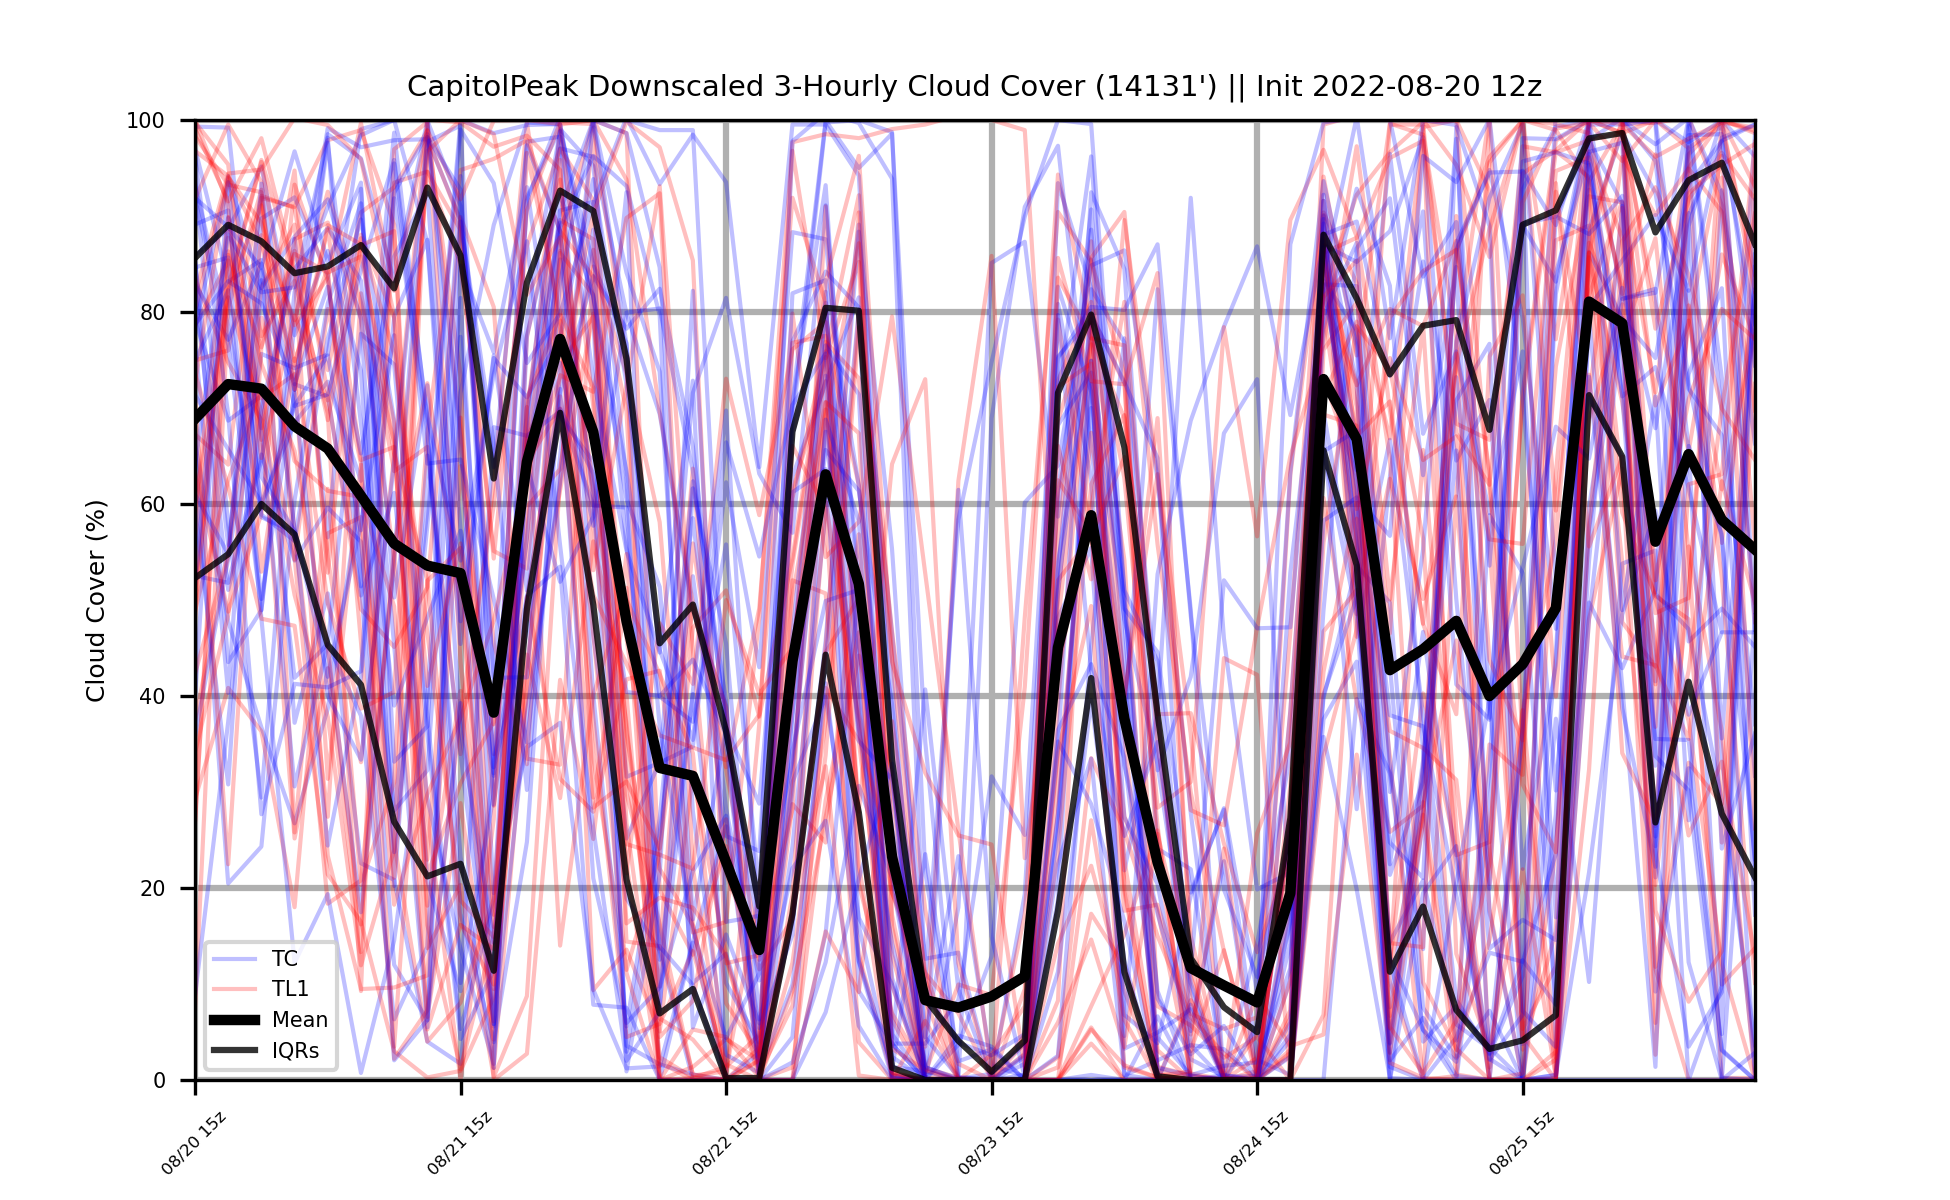 CapitolPeak Downscaled 3-Hourly Cloud Cover (14131') || Init 2022-08-20 12z
Cloud Cover (%)
100
80
60
40
20
0
TC
TL1
Mean
IQRs
08/20 15z
08/21 15z
08/22 15z
08/23 15z
08/24 15z
08/25 15z